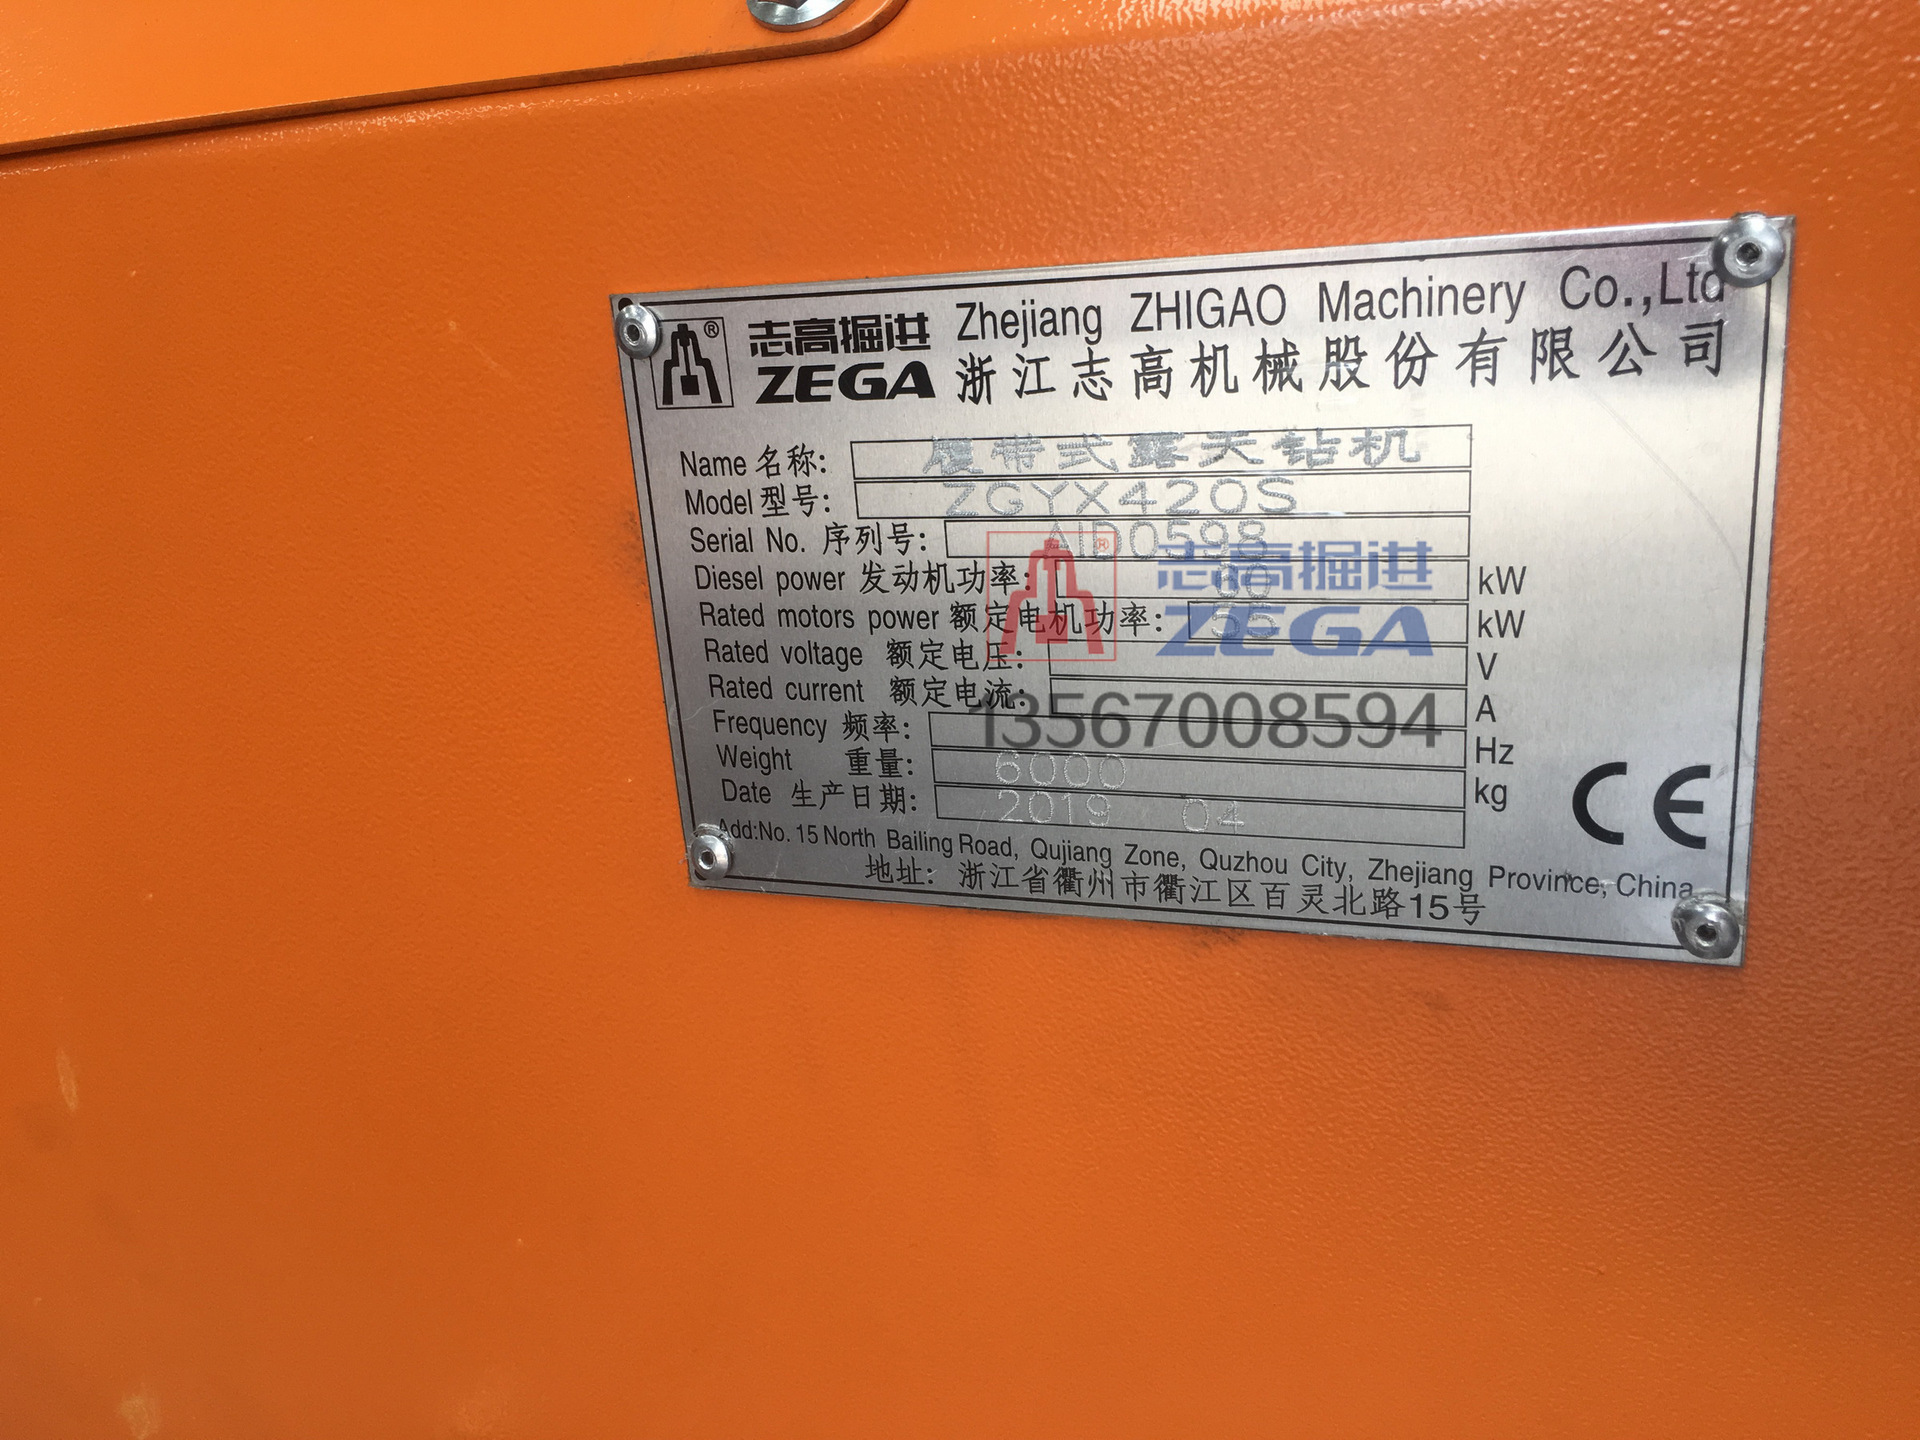 ® 志高掘进 Zhejiang ZHIGAO Machinery Co.,Ltd
ZEGA 浙江志高机械股份有限公司
Name 名称: 履带式露天钻机
Model 型号: ZGYX420S
Serial No. 序列号: AID0598
Diesel power 发动机功率: kW
Rated motors power 额定电机功率: 55 kW
Rated voltage 额定电压: V
Rated current 额定电流: A
Frequency 频率: Hz
Weight 重量: 6000 kg
Date 生产日期: 2019 04
CE
Add:No. 15 North Bailing Road, Qujiang Zone, Quzhou City, Zhejiang Province, China
地址: 浙江省衢州市衢江区百灵北路15号
® 志高掘进
ZEGA
13567008594